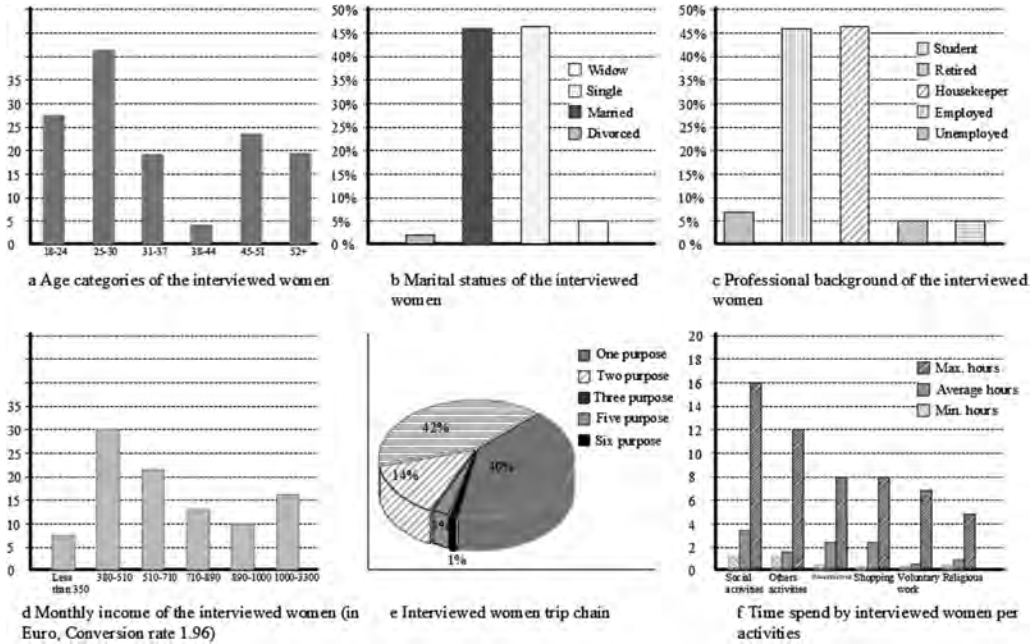 35
30
25
20
15
10
5
0
18-24
25-30
31-37
38-44
45-51
52+
a Age categories of the interviewed women
50%
45%
40%
35%
30%
25%
20%
15%
10%
5%
0 %
Widow
Single
Married
Divorced
b Marital statues of the interviewed
women
50%
45%
40%
35%
30%
25%
20%
15%
10%
5%
0 %
Student
Retired
Housekeeper
Employed
Unemployed
c Professional background of the interviewed
women
35
30
25
20
15
10
5
0
Less
than 350
380-510
510-710
710-890
890-1000
1000-3300
d Monthly income of the interviewed women (in
Euro, Conversion rate 1.96)
One purpose
Two purpose
Three purpose
Five purpose
Six purpose
42%
40%
14%
1%
e Interviewed women trip chain
20
18
16
14
12
10
8
6
4
2
0
Max. hours
Average hours
Min. hours
Social
activities
Others
activities
Shopping
Voluntary
work
Religious
f Time spend by interviewed women per
activities